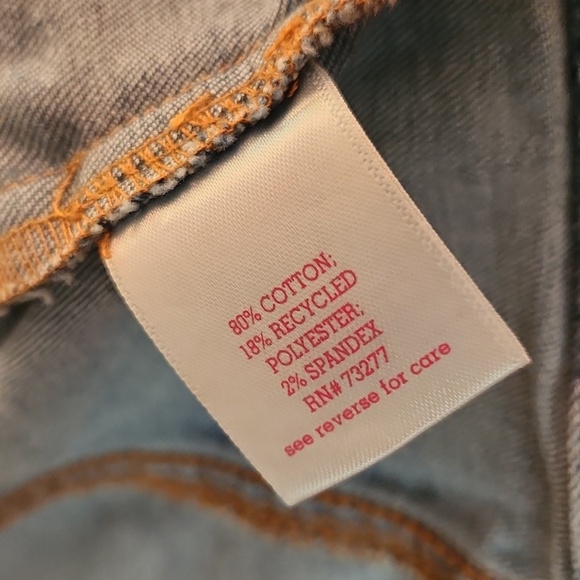 80% COTTON;
18% RECYCLED
POLYESTER;
2% SPANDEX
RN# 73277
see reverse for care